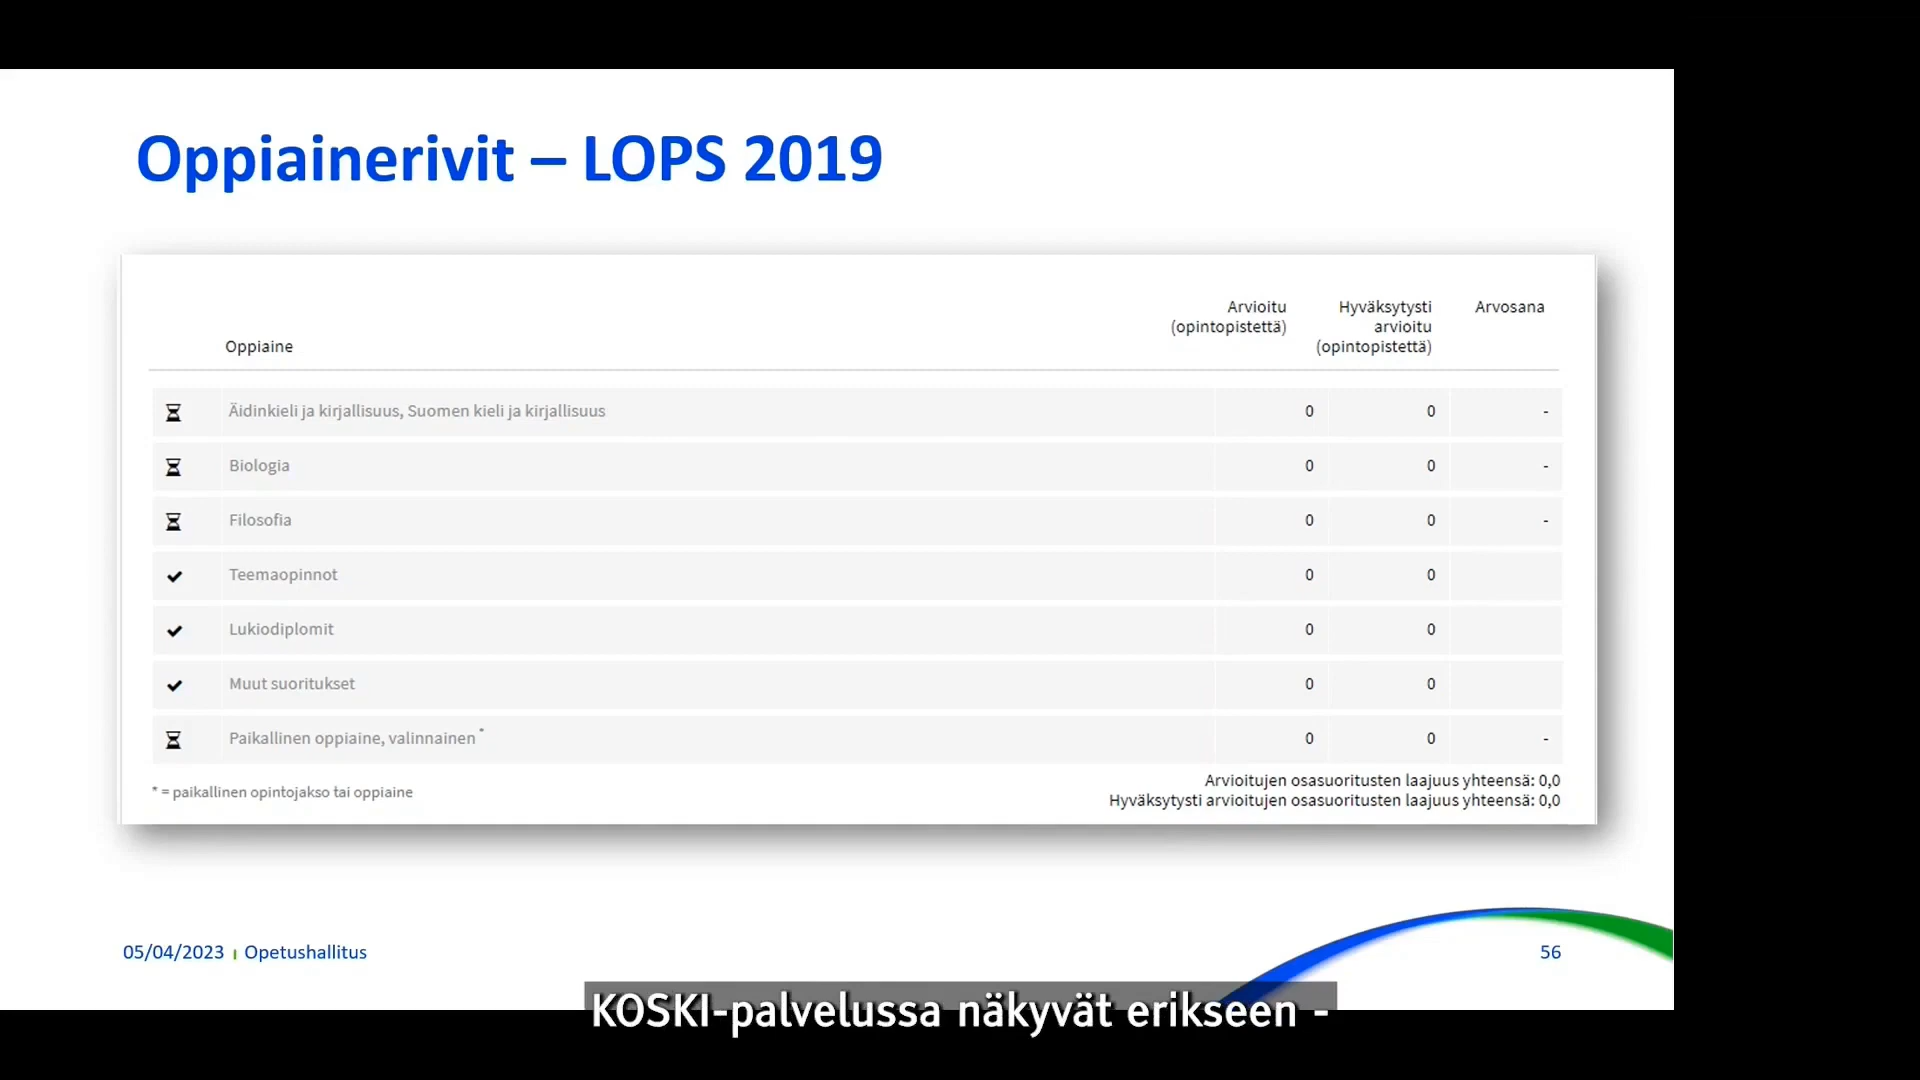 Oppiainerivit – LOPS 2019
Oppiaine
Arvioitu
(opintopistettä)
Hyväksytysti
arvioitu
(opintopistettä)
Arvosana
Äidinkieli ja kirjallisuus, Suomen kieli ja kirjallisuus 0 0 -
Biologia 0 0 -
Filosofia 0 0 -
Teemaopinnot 0 0
Lukiodiplomit 0 0
Muut suoritukset 0 0
Paikallinen oppiaine, valinnainen * 0 0 -
* = paikallinen opintojakso tai oppiaine
Arvioitujen osasuoritusten laajuus yhteensä: 0,0
Hyväksytysti arvioitujen osasuoritusten laajuus yhteensä: 0,0
05/04/2023 Opetushallitus 56
KOSKI-palvelussa näkyvät erikseen -